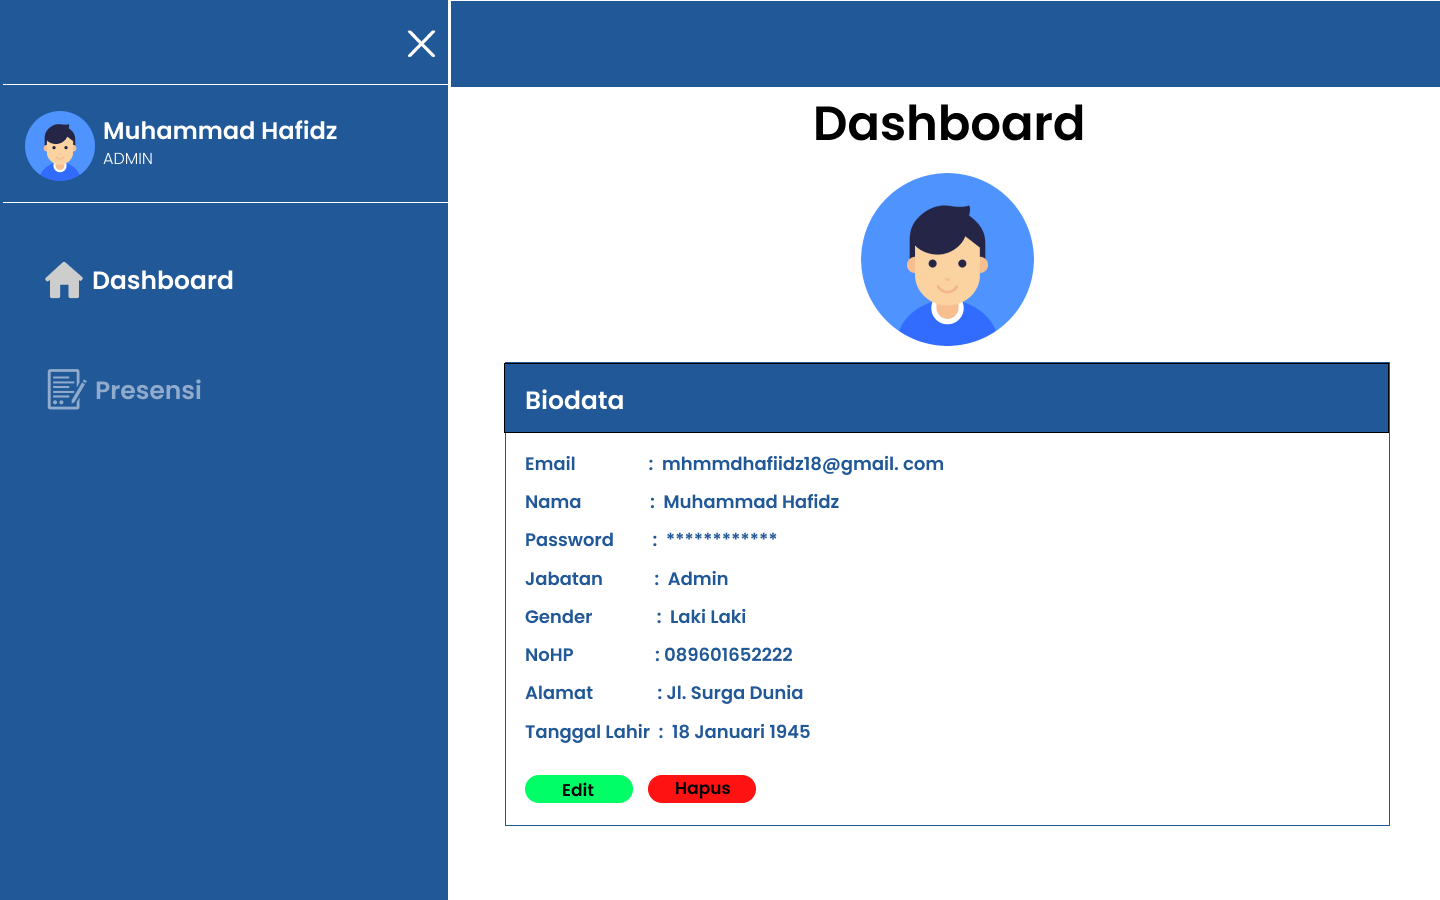 Muhammad Hafidz
ADMIN
Dashboard
Presensi
Dashboard
Biodata
Email : mhmmdhafiidz18@gmail. com
Nama : Muhammad Hafidz
Password : ************
Jabatan : Admin
Gender : Laki Laki
NoHP : 089601652222
Alamat : Jl. Surga Dunia
Tanggal Lahir : 18 Januari 1945
Edit Hapus